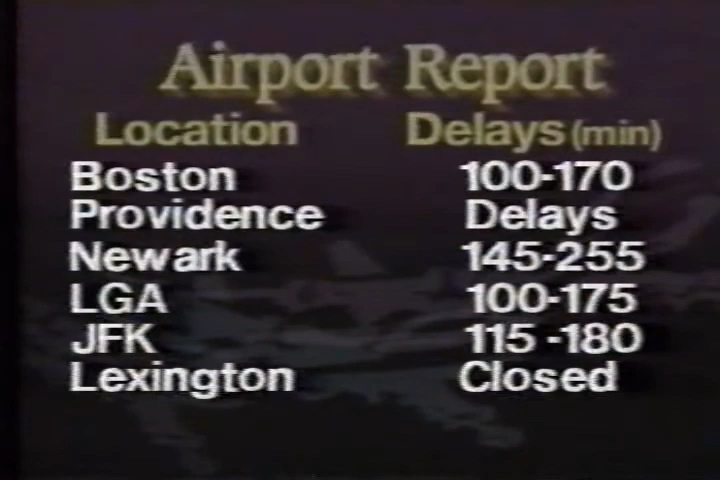 Airport Report
Location Delays (min)
Boston 100-170
Providence Delays
Newark 145-255
LGA 100-175
JFK 115 -180
Lexington Closed